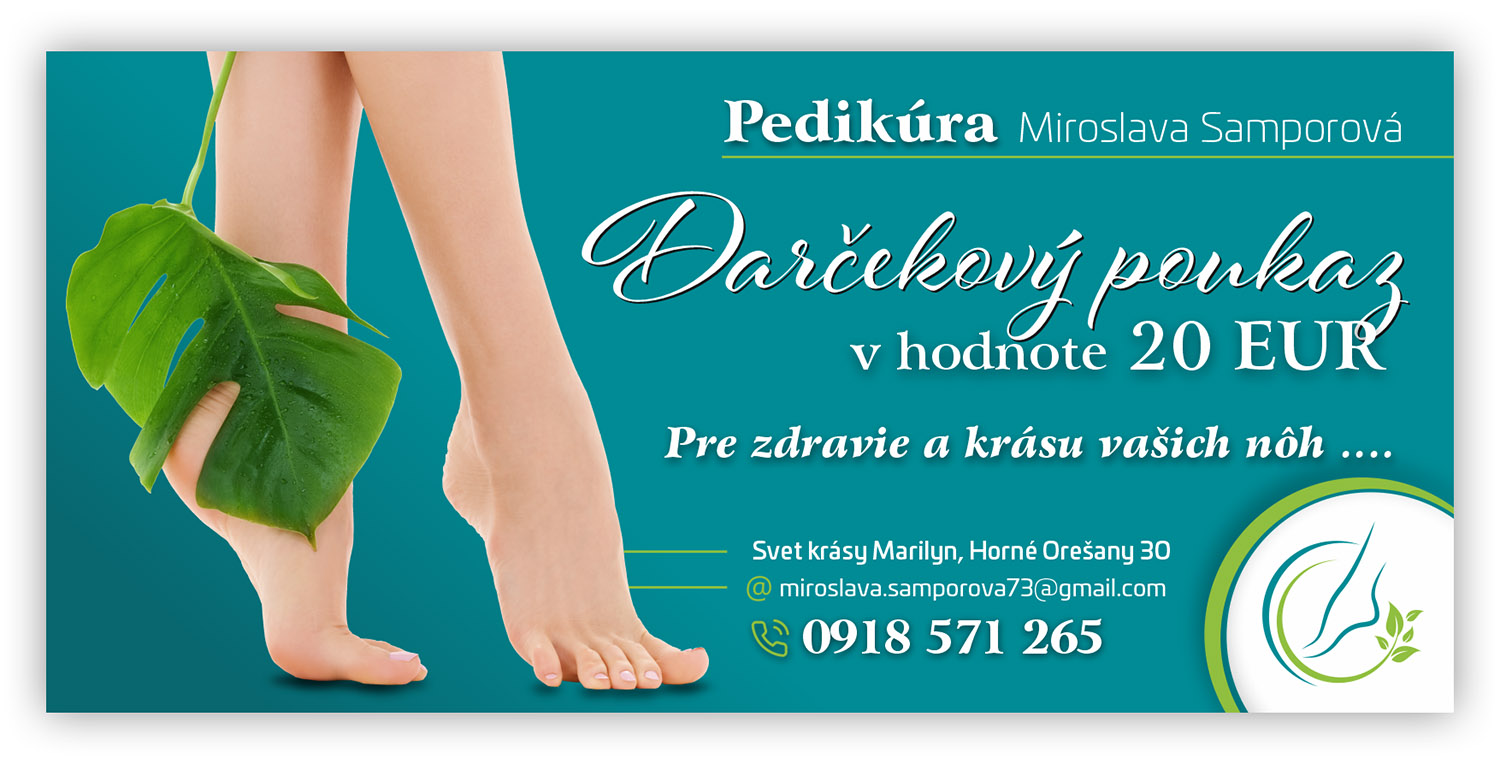 Pedikúra Miroslava Samporová
Darčekový poukaz
v hodnote 20 EUR
Pre zdravie a krásu vašich nôh ....
Svet krásy Marilyn, Horné Orešany 30
@ miroslava.samporova73@gmail.com
0918 571 265